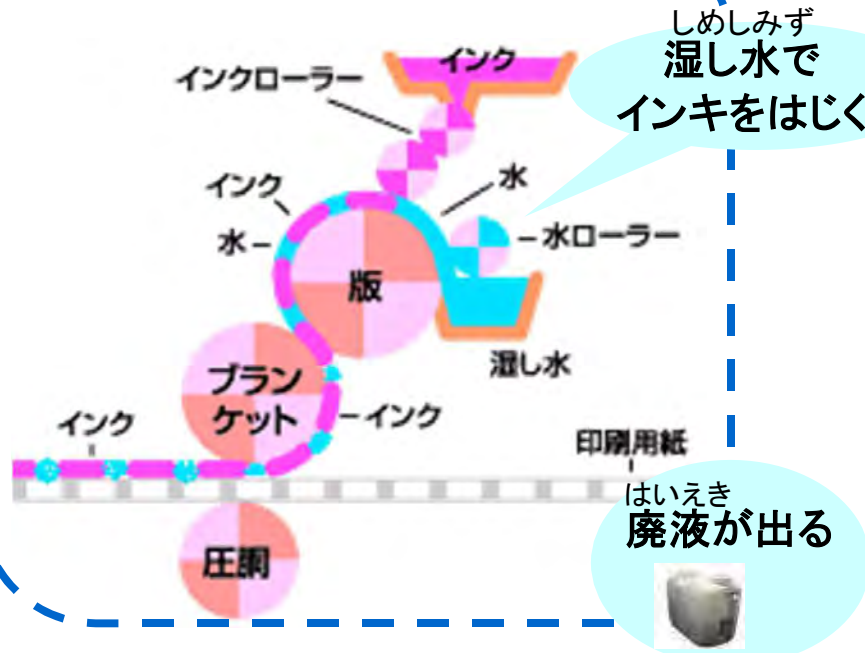 しめしみず
湿し水で
インキをはじく
インク
インクローラー
インク
水
水
水ローラー
版
湿し水
ブラン
ケット
インク
インク
印刷用紙
はいえき
廃液が出る
圧胴